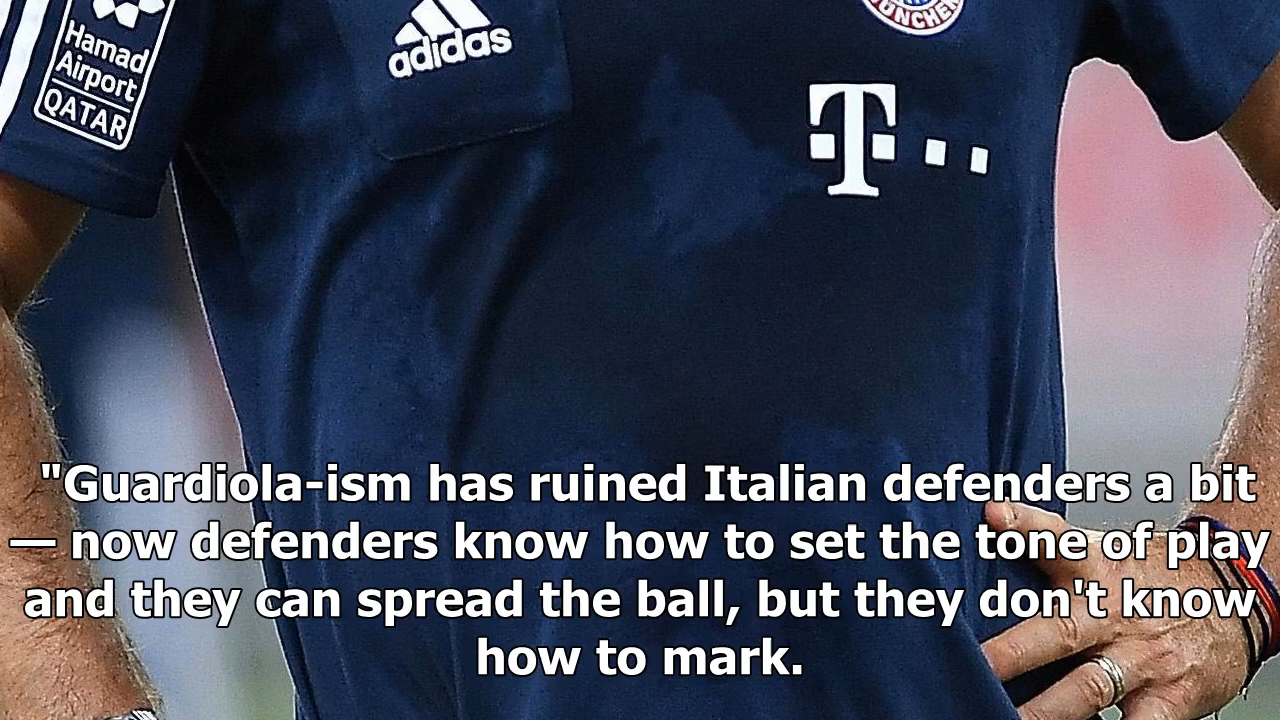 Hamad
Airport
QATAR
adidas
MÜNCHEN
T
"Guardiola-ism has ruined Italian defenders a bit
— now defenders know how to set the tone of play
and they can spread the ball, but they don't know
how to mark.